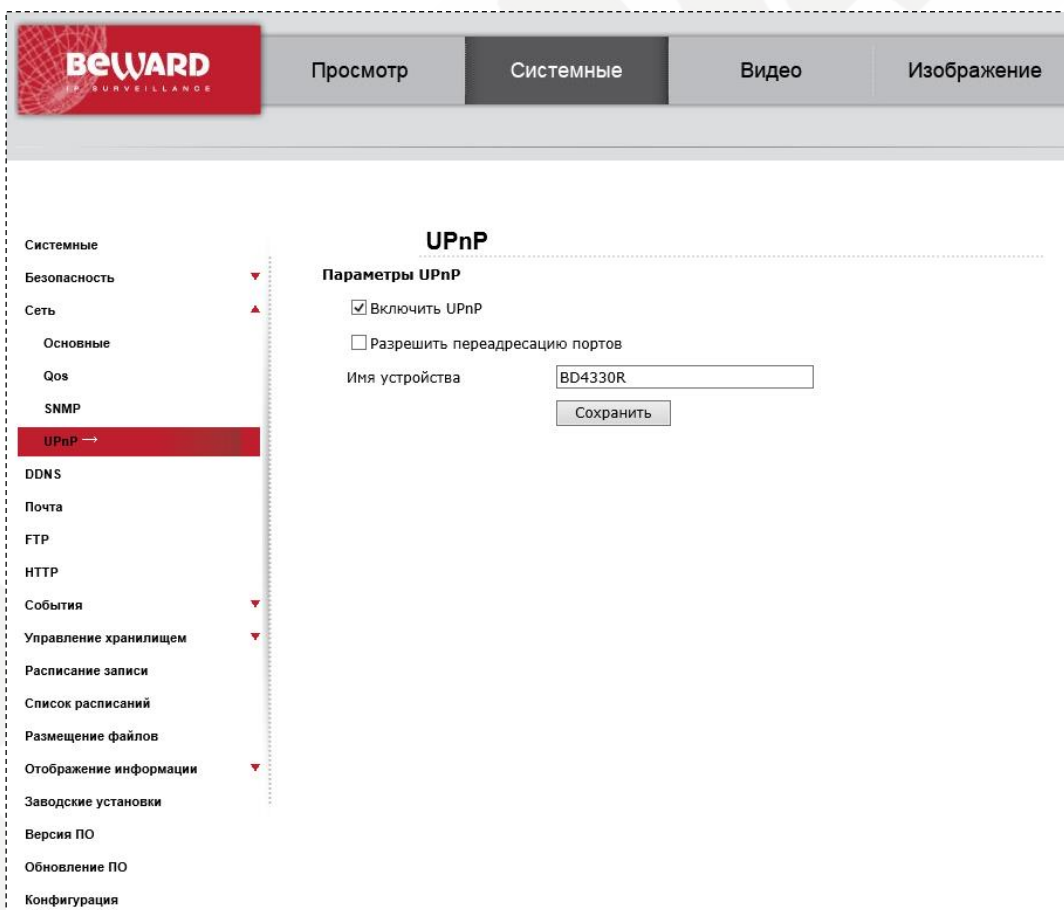 BEWARD
IP SURVEILLANCE
Просмотр
Системные
Видео
Изображение
Системные
Безопасность
Сеть
Основные
Qos
SNMP
UPnP →
DDNS
Почта
FTP
HTTP
События
Управление хранилищем
Расписание записи
Список расписаний
Размещение файлов
Отображение информации
Заводские установки
Версия ПО
Обновление ПО
Конфигурация
UPnP
Параметры UPnP
Включить UPnP
Разрешить переадресацию портов
Имя устройства BD4330R
Сохранить